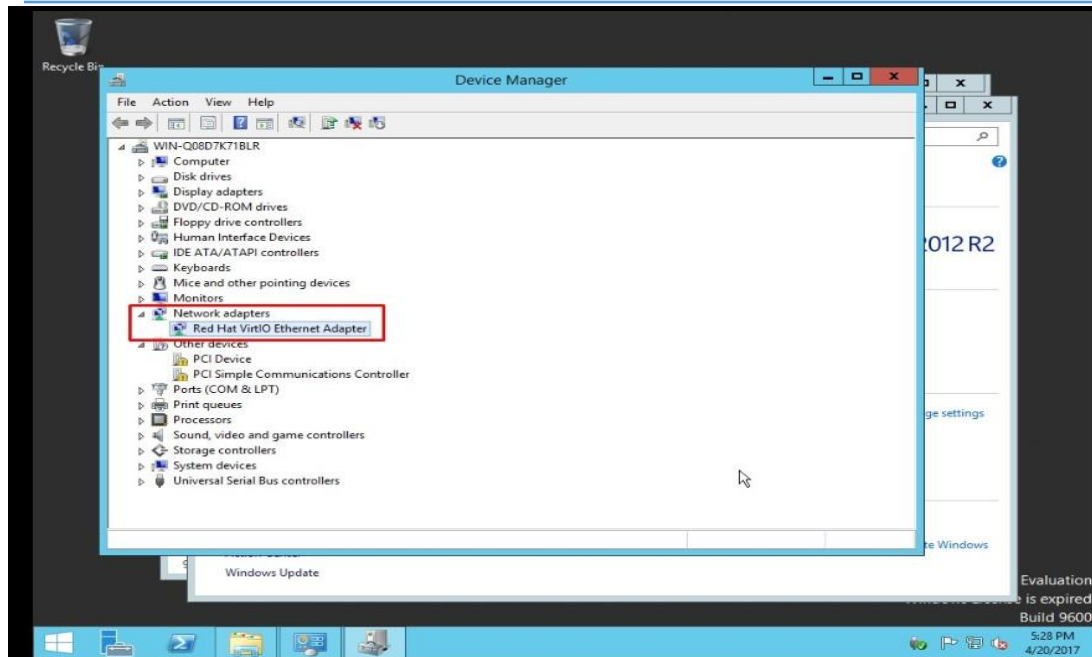 Recycle Bin
Device Manager
File Action View Help
WIN-Q08D7K71BLR
Computer
Disk drives
Display adapters
DVD/CD-ROM drives
Floppy drive controllers
Human Interface Devices
IDE ATA/ATAPI controllers
Keyboards
Mice and other pointing devices
Monitors
Network adapters
Red Hat VirtIO Ethernet Adapter
Other devices
PCI Device
PCI Simple Communications Controller
Ports (COM & LPT)
Print queues
Processors
Sound, video and game controllers
Storage controllers
System devices
Universal Serial Bus controllers
2012 R2
ge settings
te Windows
Windows Update
Evaluation
is expired
Build 9600
5:28 PM
4/20/2017